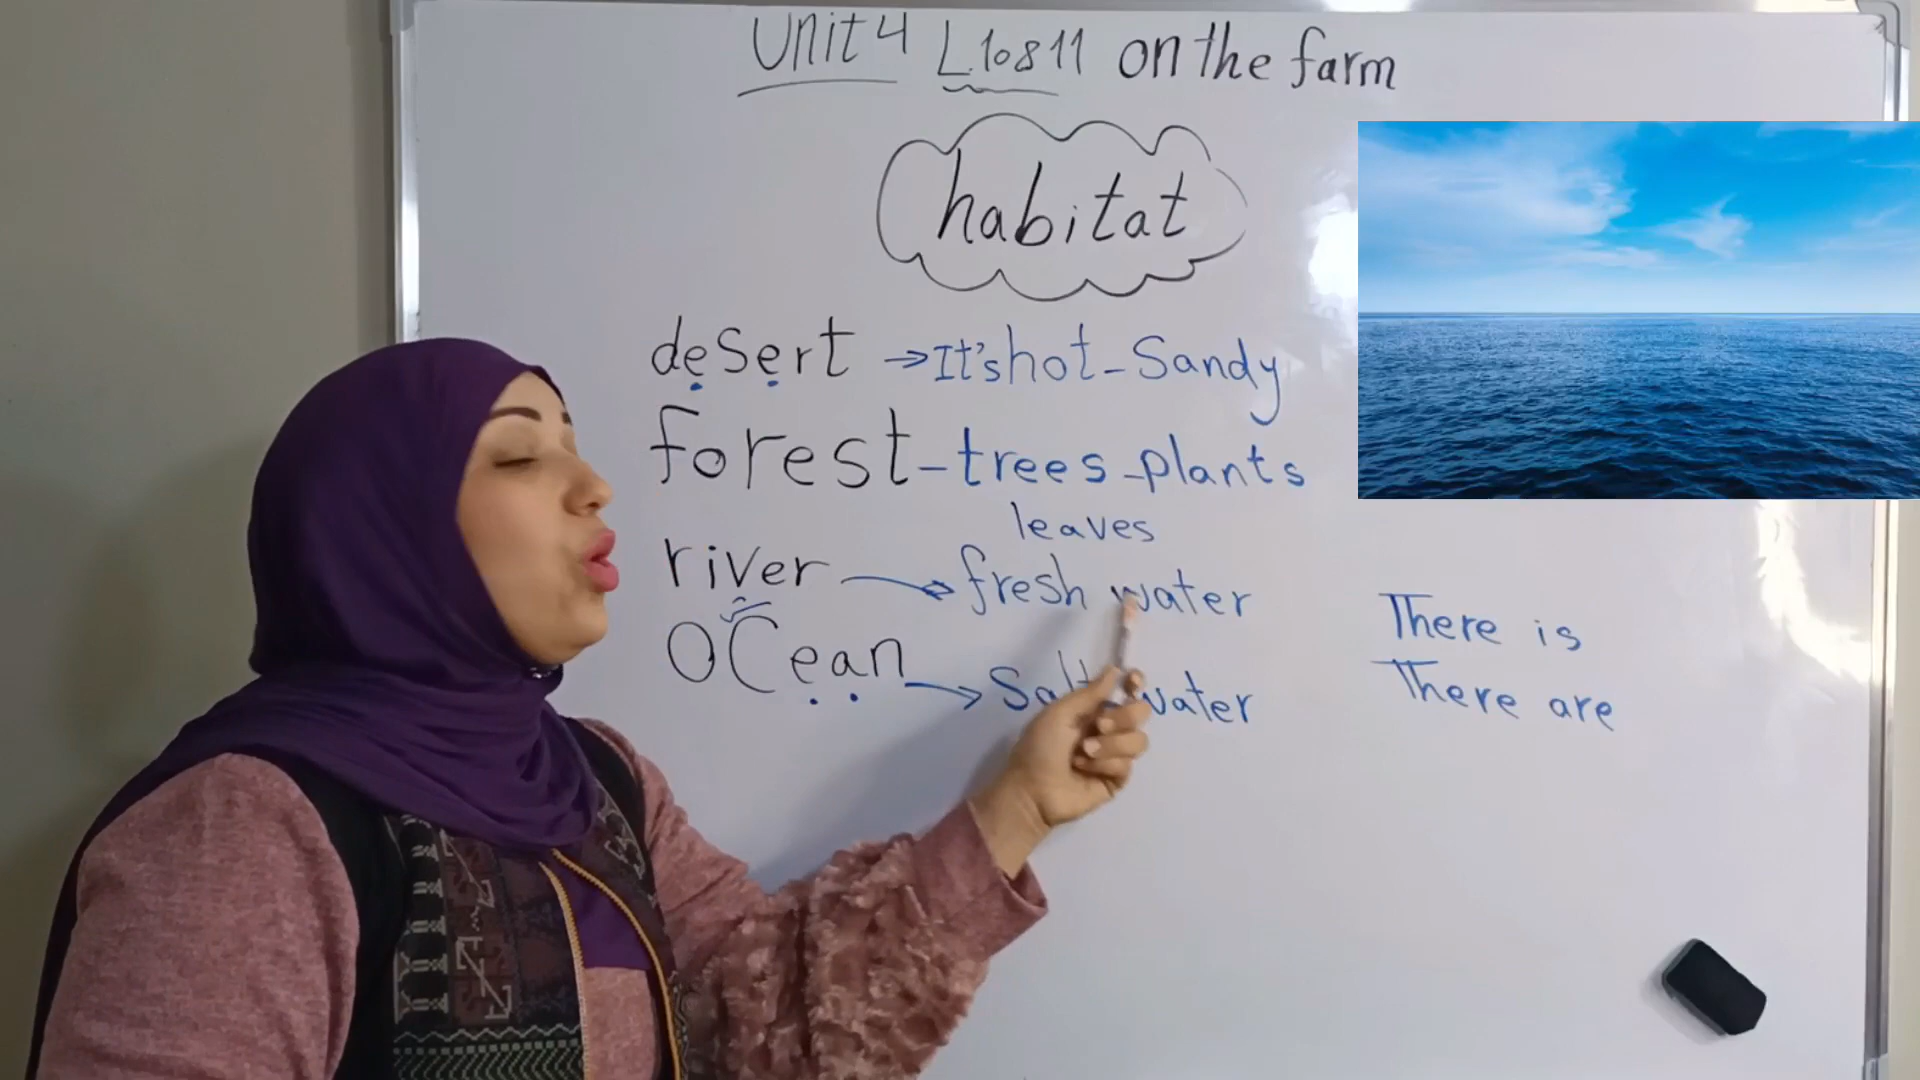 Unit 4 L.10&11 on the farm
habitat
desert → It's hot - Sandy
forest - trees - plants
leaves
river → fresh water
Ocean → Salt water
There is
There are